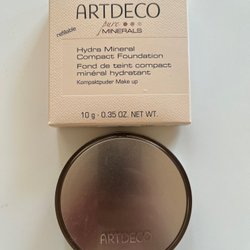 ARTDECO
pure
MINERALS
refillable
Hydra Mineral
Compact Foundation
Fond de teint compact
minéral hydratant
Kompaktpuder Make up
10 g · 0.35 OZ. NET WT.
ARTDECO